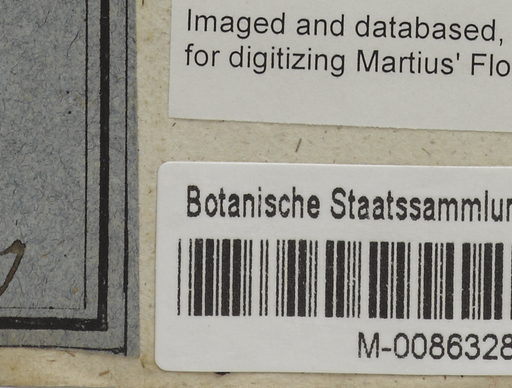 Imaged and databased,
for digitizing Martius' Flo
Botanische Staatssammlun
M-0086328